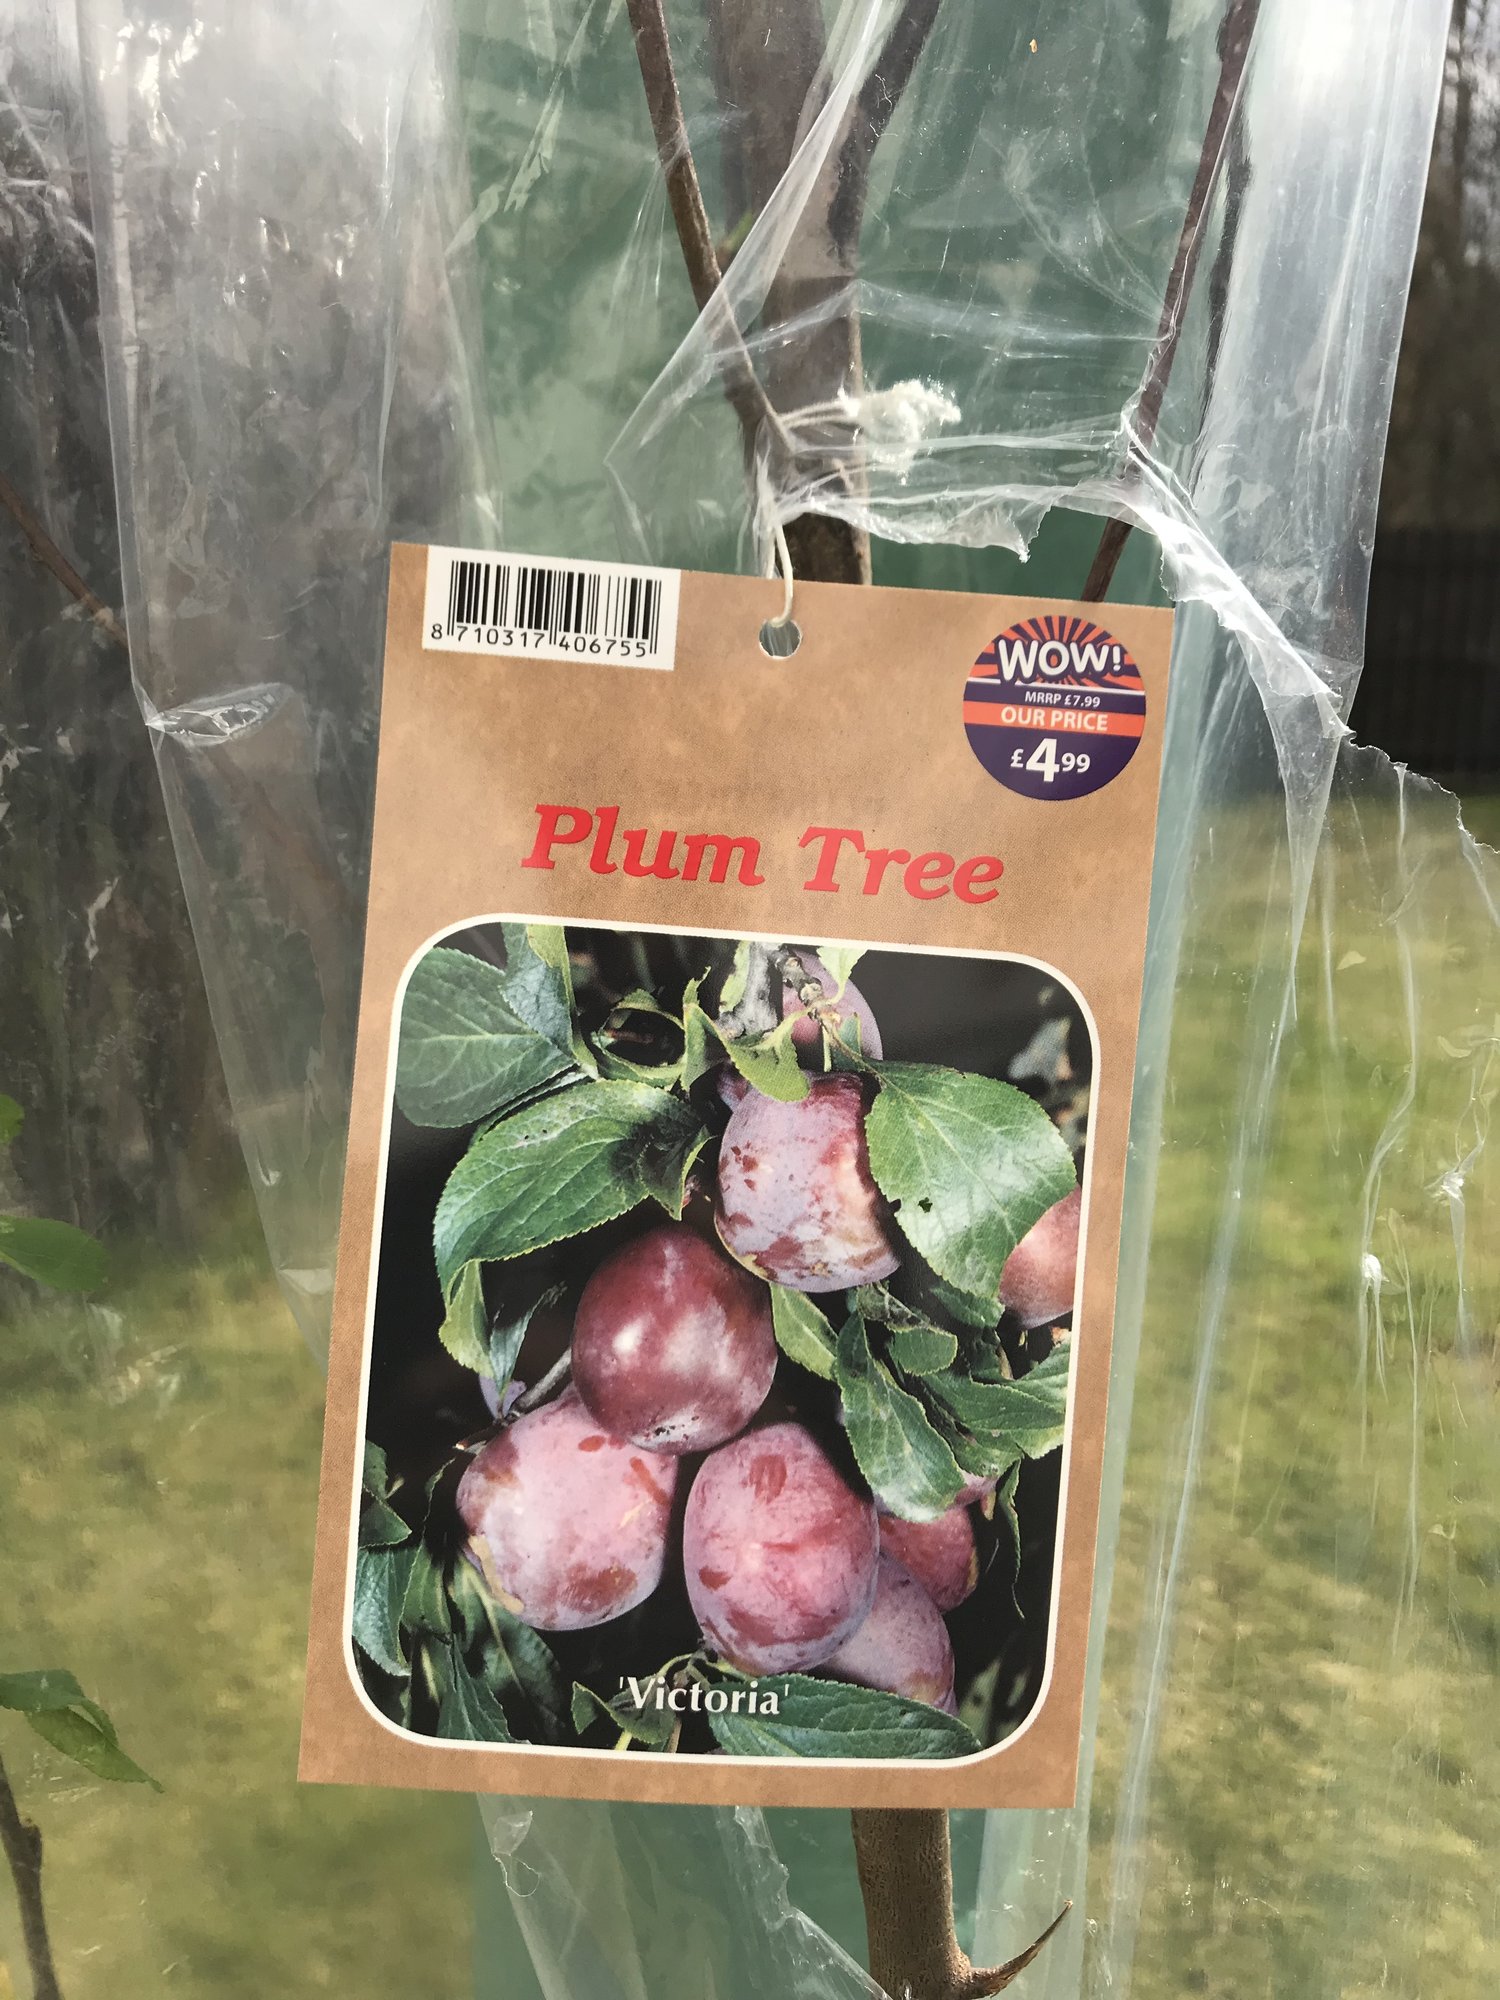 8 710317 406755
WOW!
MRRP £7.99
OUR PRICE
£4.99
Plum Tree
'Victoria'